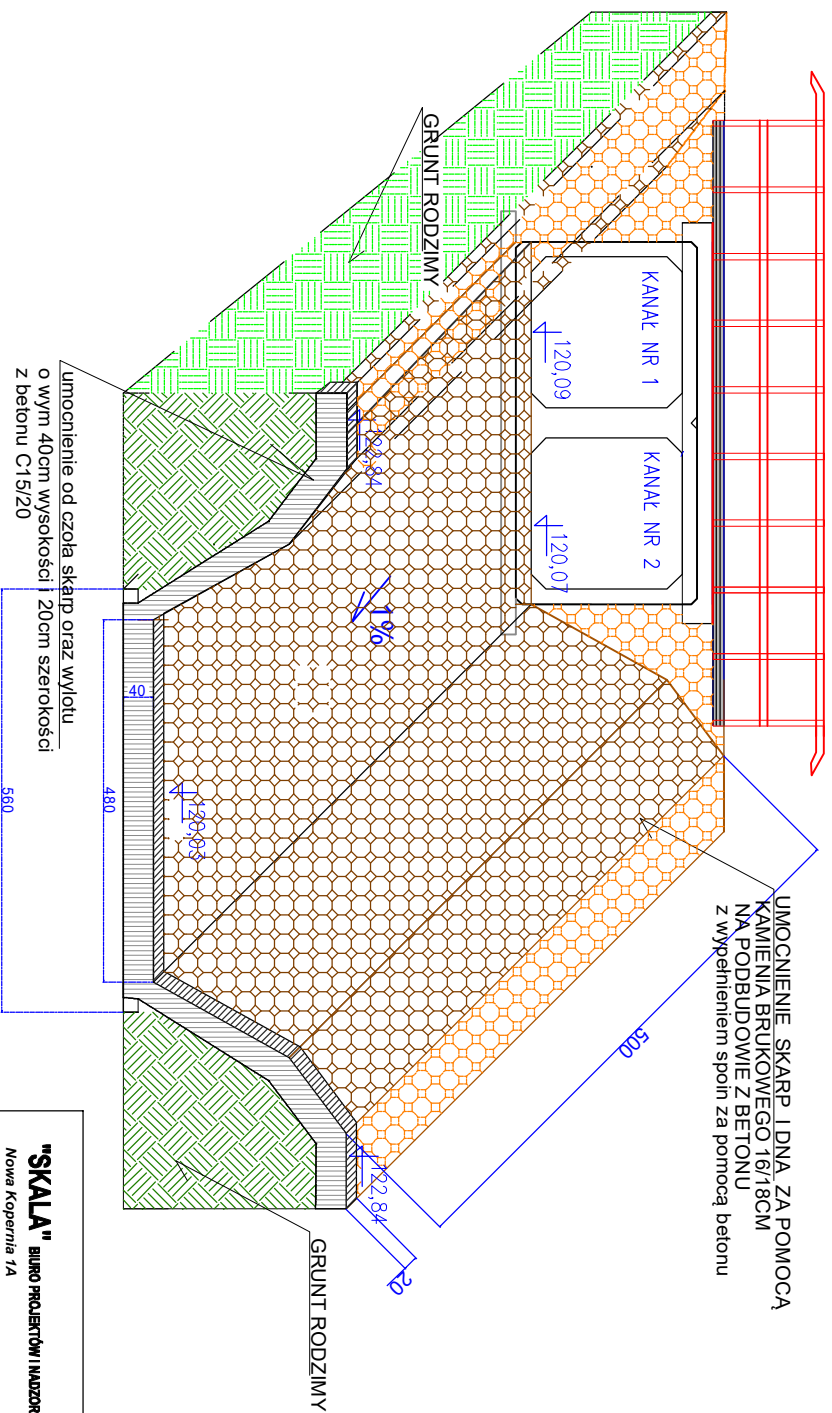 UMOCNIENIE SKARP I DNA ZA POMOCĄ
KAMIENIA BRUKOWEGO 16/18CM
NA PODBUDOWIE Z BETONU
z wypełnieniem spoin za pomocą betonu
KANAŁ NR 1
KANAŁ NR 2
120,09
120,07
GRUNT RODZIMY
122,84
1%
500
120,03
122,84
20
GRUNT RODZIMY
40
480
560
umocnienie od czoła skarp oraz wylotu
o wym 40cm wysokości i 20cm szerokości
z betonu C15/20
"SKALA" BIURO PROJEKTÓW I NADZOR
Nowa Kopernia 1A